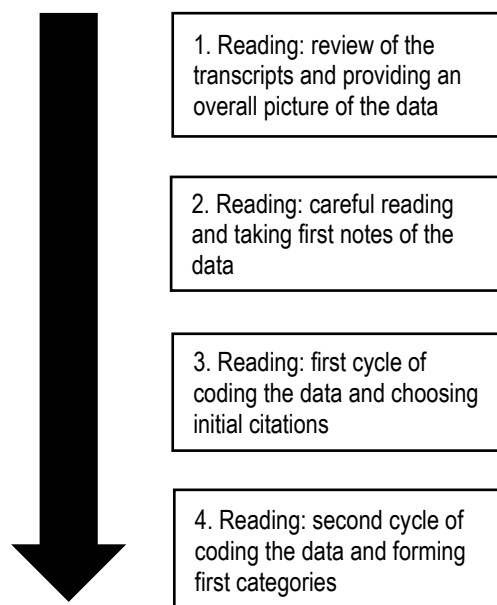 1. Reading: review of the
transcripts and providing an
overall picture of the data
2. Reading: careful reading
and taking first notes of the
data
3. Reading: first cycle of
coding the data and choosing
initial citations
4. Reading: second cycle of
coding the data and forming
first categories